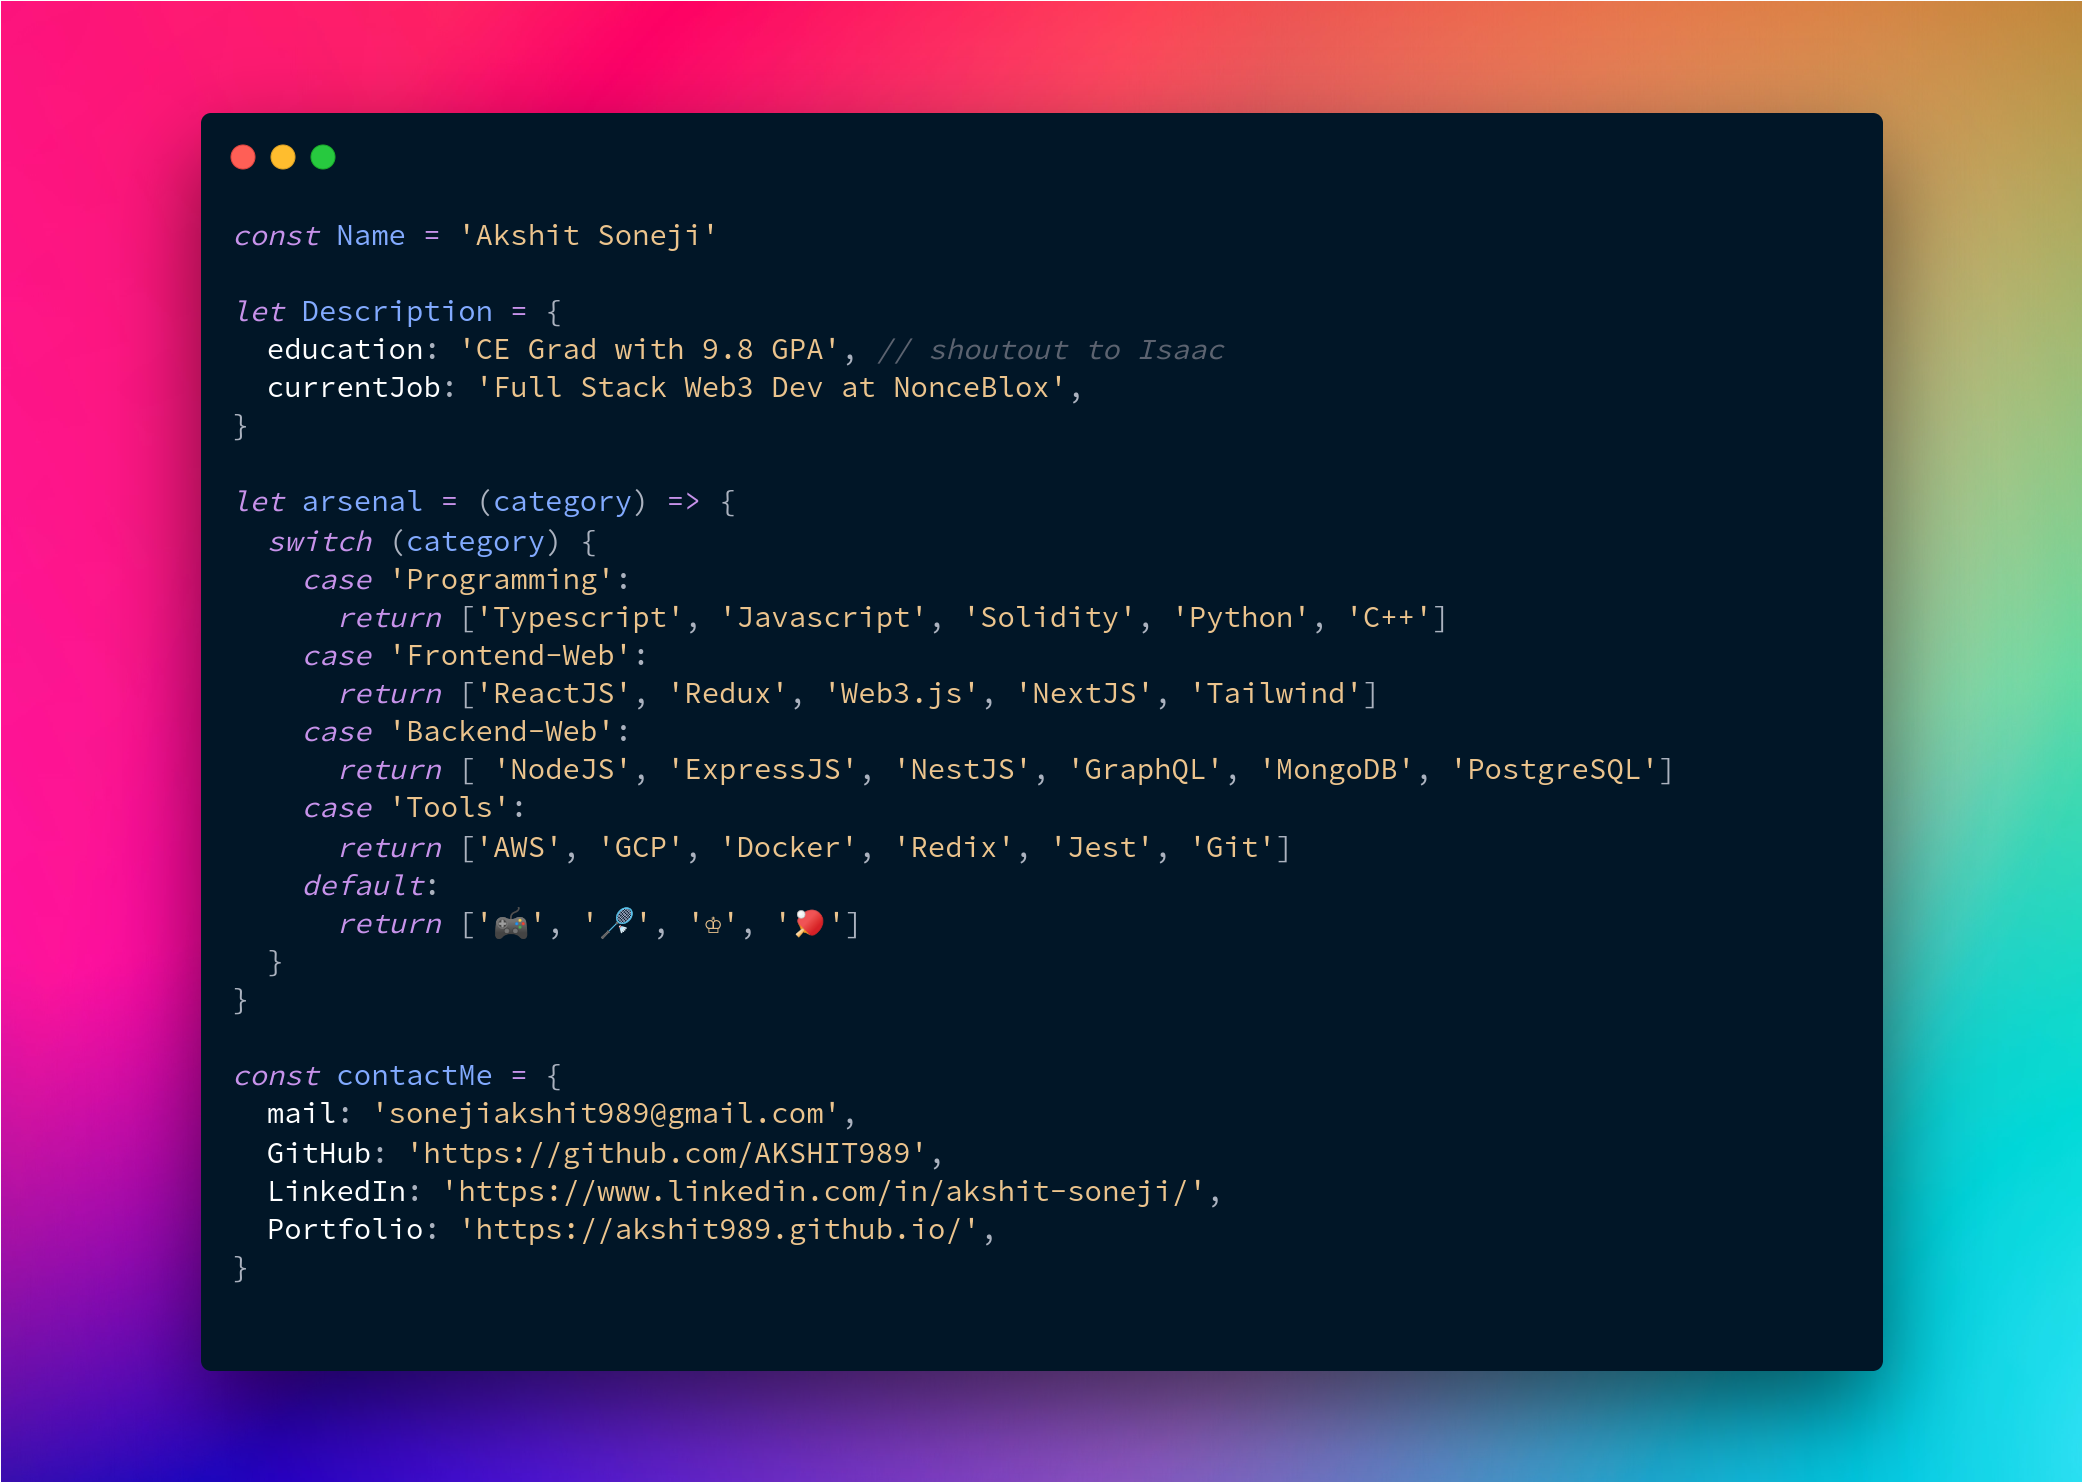 const Name = 'Akshit Soneji'

let Description = {
  education: 'CE Grad with 9.8 GPA', // shoutout to Isaac
  currentJob: 'Full Stack Web3 Dev at NonceBlox',
}

let arsenal = (category) => {
  switch (category) {
    case 'Programming':
      return ['Typescript', 'Javascript', 'Solidity', 'Python', 'C++']
    case 'Frontend-Web':
      return ['ReactJS', 'Redux', 'Web3.js', 'NextJS', 'Tailwind']
    case 'Backend-Web':
      return [ 'NodeJS', 'ExpressJS', 'NestJS', 'GraphQL', 'MongoDB', 'PostgreSQL']
    case 'Tools':
      return ['AWS', 'GCP', 'Docker', 'Redix', 'Jest', 'Git']
    default:
      return ['🎮', '🏸', '♔', '🏓']
  }
}

const contactMe = {
  mail: 'sonejiakshit989@gmail.com',
  GitHub: 'https://github.com/AKSHIT989',
  LinkedIn: 'https://www.linkedin.com/in/akshit-soneji/',
  Portfolio: 'https://akshit989.github.io/',
}